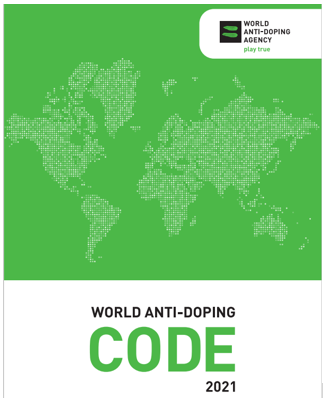 WORLD
ANTI-DOPING
AGENCY
play true
WORLD ANTI-DOPING
CODE
2021